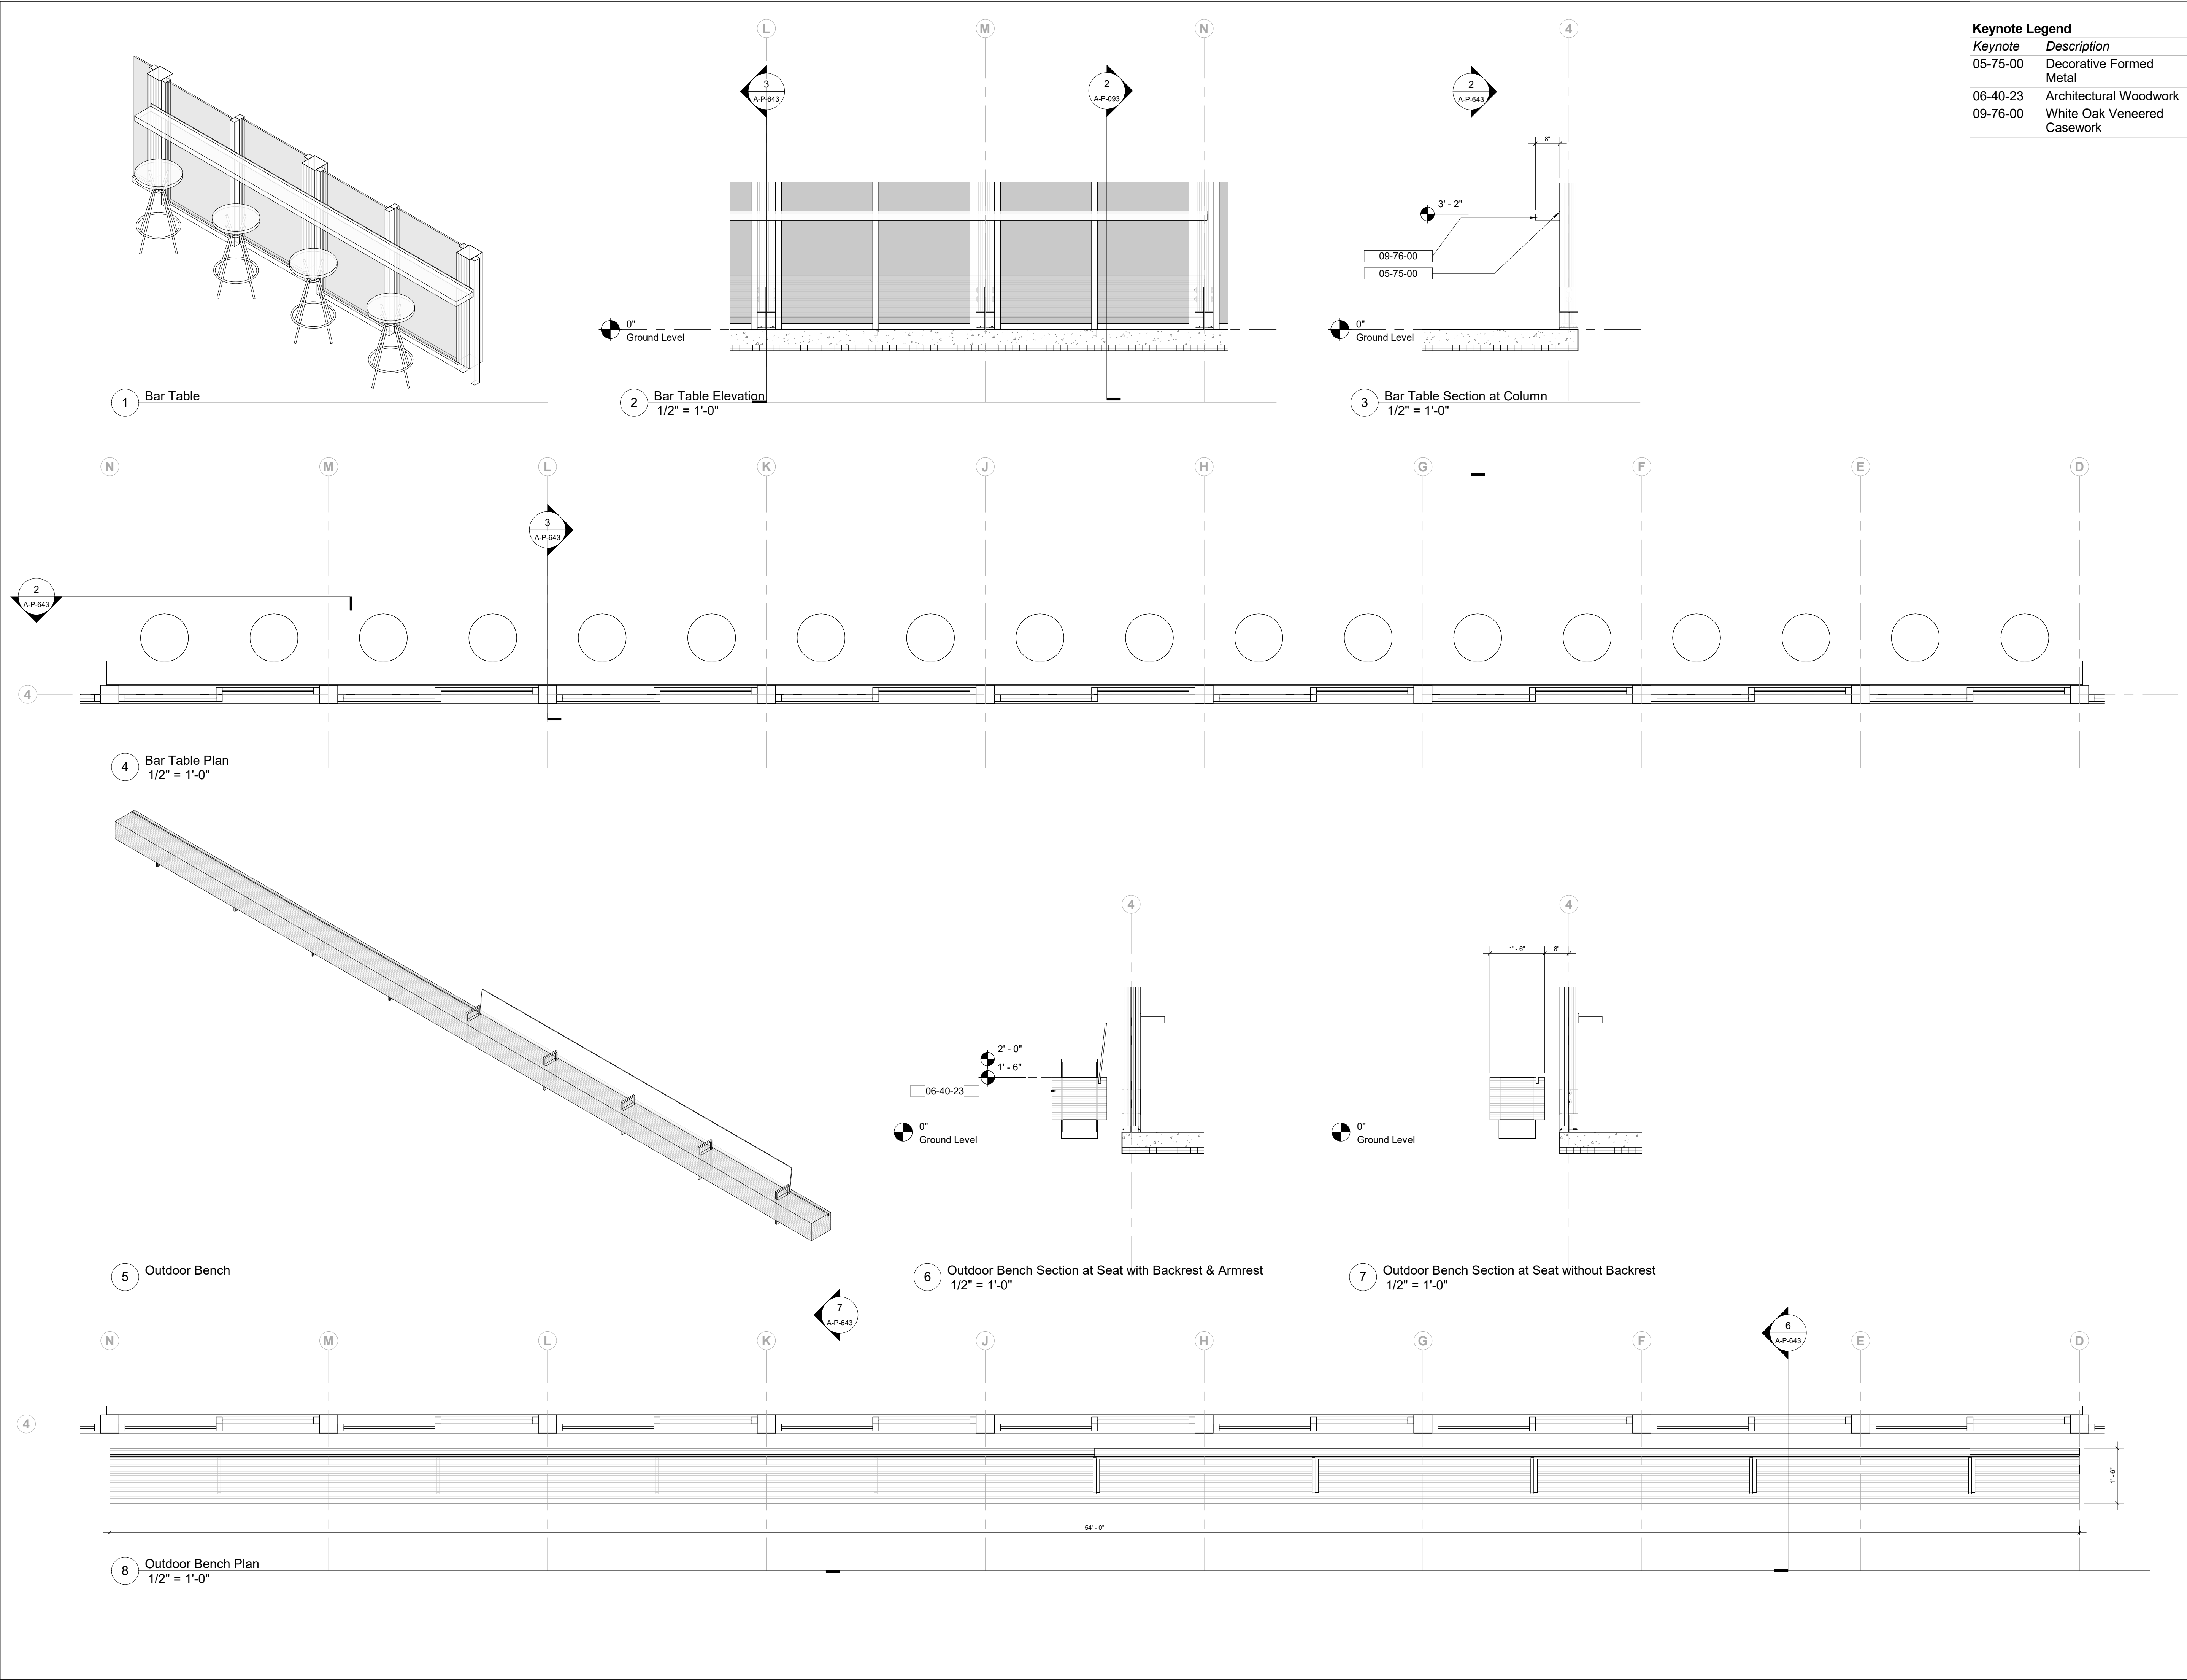 Keynote Legend
Keynote Description
05-75-00 Decorative Formed
Metal
06-40-23 Architectural Woodwork
09-76-00 White Oak Veneered
Casework
L
M
N
4
3
A-P-643
2
A-P-093
2
A-P-643
8"
3' - 2"
09-76-00
05-75-00
0"
Ground Level
0"
Ground Level
1 Bar Table
2 Bar Table Elevation
1/2" = 1'-0"
3 Bar Table Section at Column
1/2" = 1'-0"
N M L K J H G F E D
3
A-P-643
2
A-P-643
4
4 Bar Table Plan
1/2" = 1'-0"
4
4
1' - 6" 8"
2' - 0"
1' - 6"
06-40-23
0"
Ground Level
0"
Ground Level
5 Outdoor Bench
6 Outdoor Bench Section at Seat with Backrest & Armrest
1/2" = 1'-0"
7 Outdoor Bench Section at Seat without Backrest
1/2" = 1'-0"
7
A-P-643
6
A-P-643
N M L K J H G F E D
4
1' - 6"
54' - 0"
8 Outdoor Bench Plan
1/2" = 1'-0"